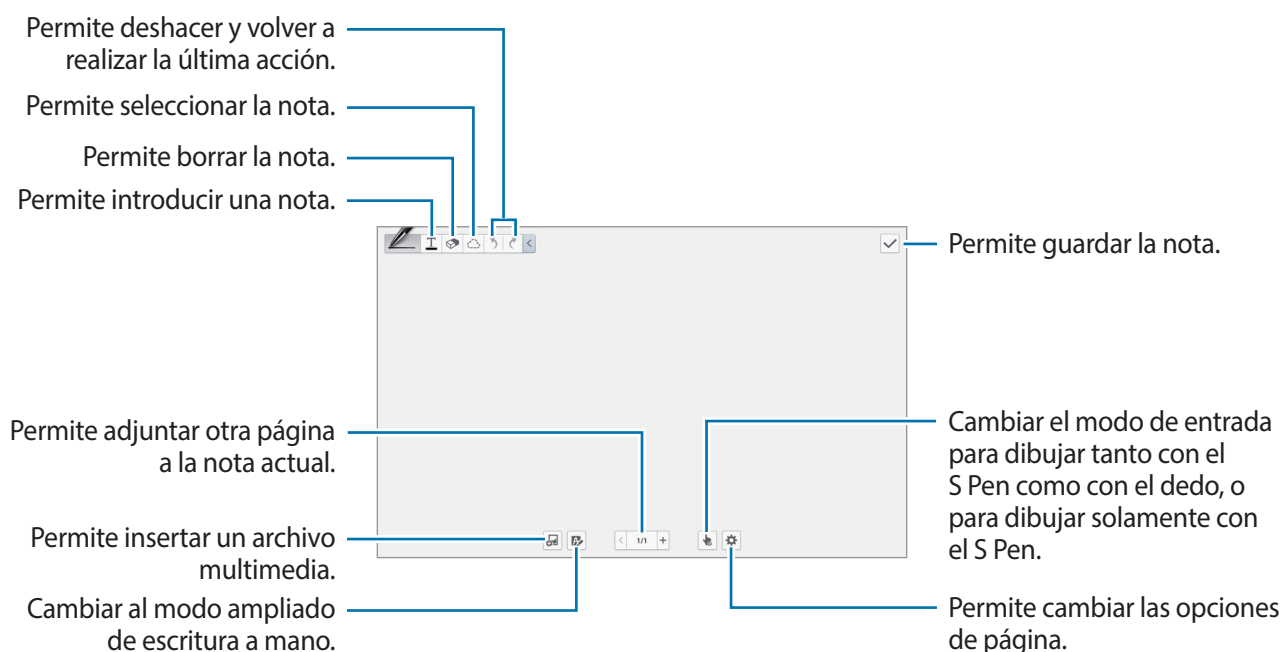 Permite deshacer y volver a
realizar la última acción.
Permite seleccionar la nota.
Permite borrar la nota.
Permite introducir una nota.
Permite guardar la nota.
Permite adjuntar otra página
a la nota actual.
Cambiar el modo de entrada
para dibujar tanto con el
S Pen como con el dedo, o
para dibujar solamente con
el S Pen.
1/1
Permite insertar un archivo
multimedia.
Cambiar al modo ampliado
de escritura a mano.
Permite cambiar las opciones
de página.